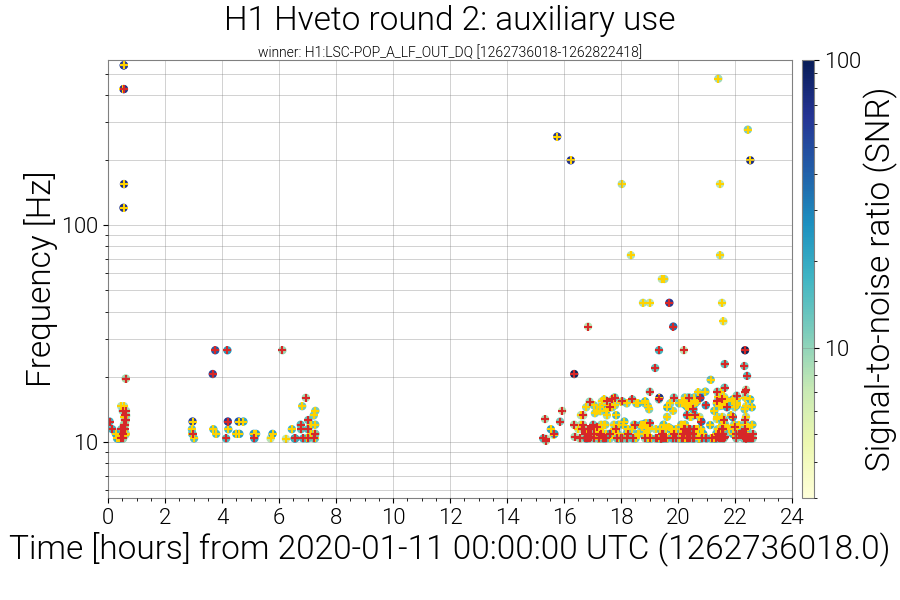 H1 Hveto round 2: auxiliary use
winner: H1:LSC-POP_A_LF_OUT_DQ [1262736018-1262822418]
Frequency [Hz]
100
10
0 2 4 6 8 10 12 14 16 18 20 22 24
Time [hours] from 2020-01-11 00:00:00 UTC (1262736018.0)
100
10
Signal-to-noise ratio (SNR)